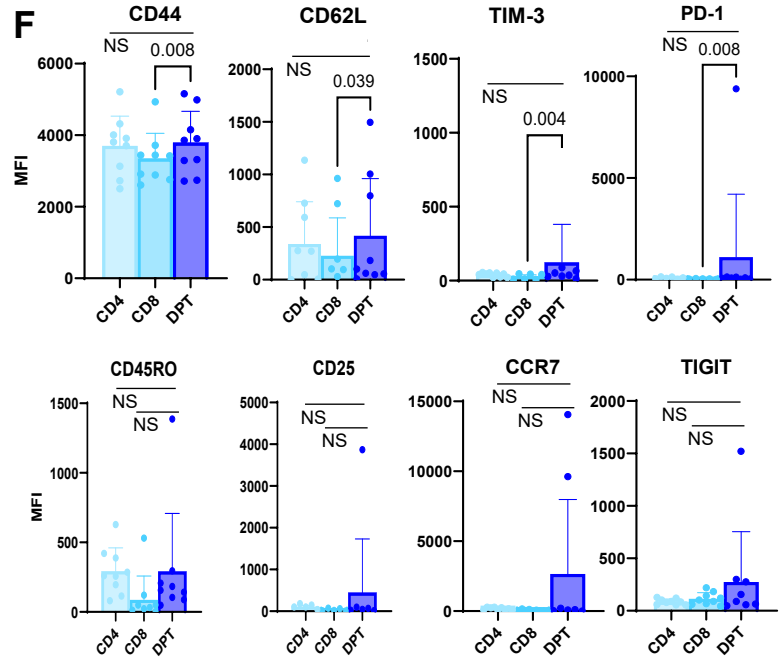 F
CD44
NS
0.008
6000
4000
2000
0
MFI
CD4
CD8
DPT
CD62L
NS
0.039
2000
1500
1000
500
0
CD4
CD8
DPT
TIM-3
NS
0.004
1500
1000
500
0
CD4
CD8
DPT
PD-1
NS
0.008
10000
5000
0
CD4
CD8
DPT
CD45RO
NS
NS
1500
1000
500
0
MFI
CD4
CD8
DPT
CD25
NS
NS
5000
4000
3000
2000
1000
0
CD4
CD8
DPT
CCR7
NS
NS
15000
10000
5000
0
CD4
CD8
DPT
TIGIT
NS
NS
2000
1500
1000
500
0
CD4
CD8
DPT